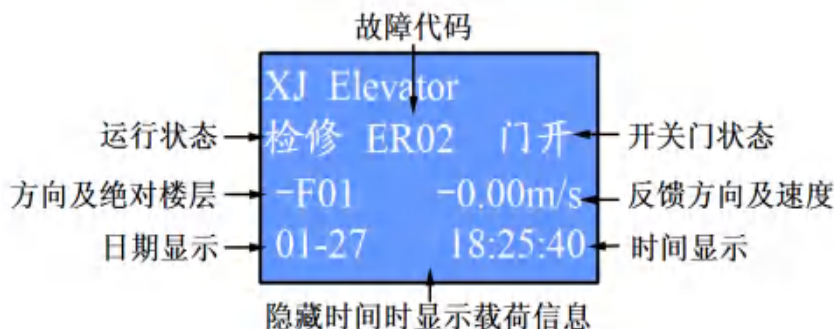 故障代码
XJ Elevator
运行状态 检修 ER02 门开 开关门状态
方向及绝对楼层 -F01 -0.00m/s 反馈方向及速度
日期显示 01-27 18:25:40 时间显示
隐藏时间时显示载荷信息